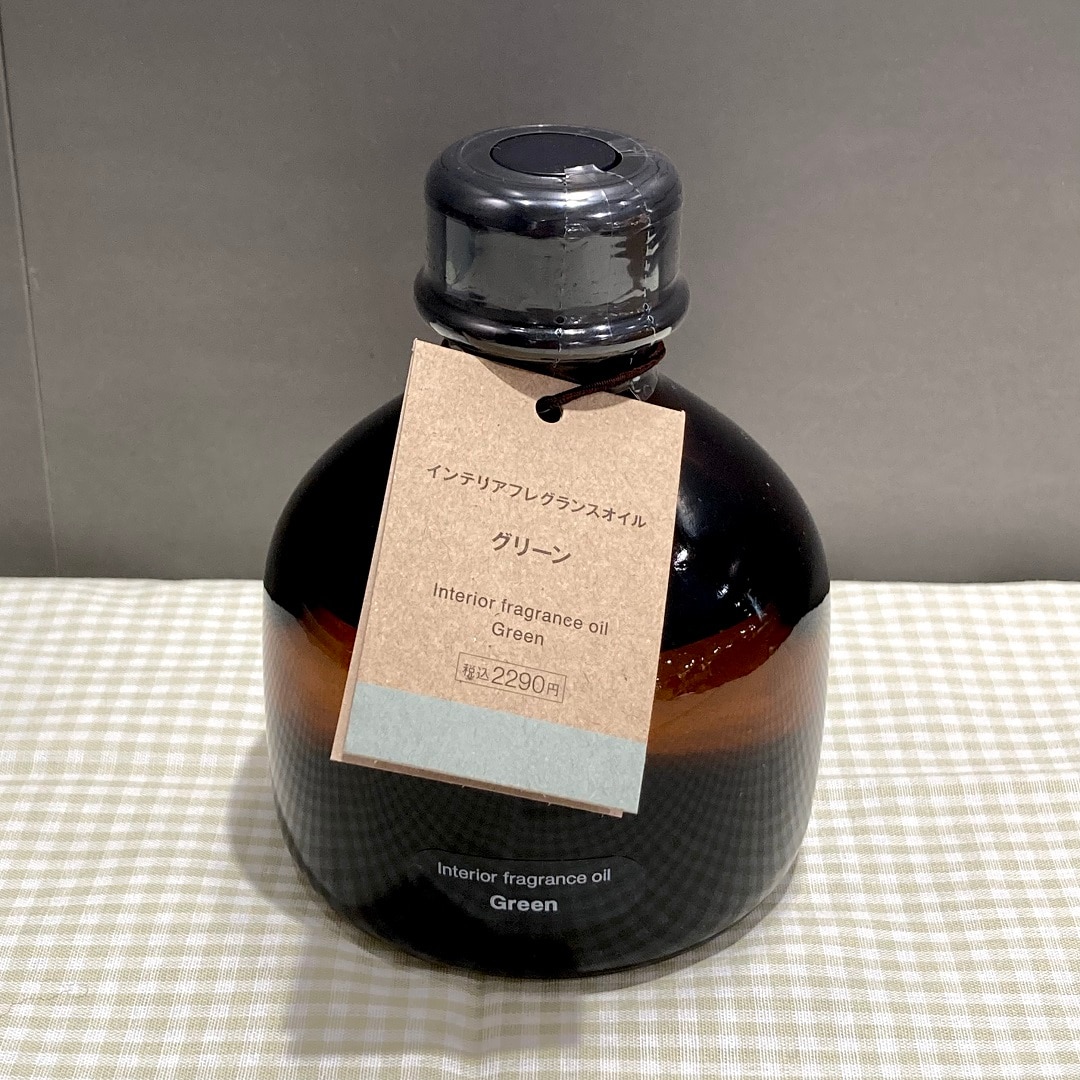 インテリアフレグランスオイル
グリーン
Interior fragrance oil
Green
税込2290円
Interior fragrance oil
Green